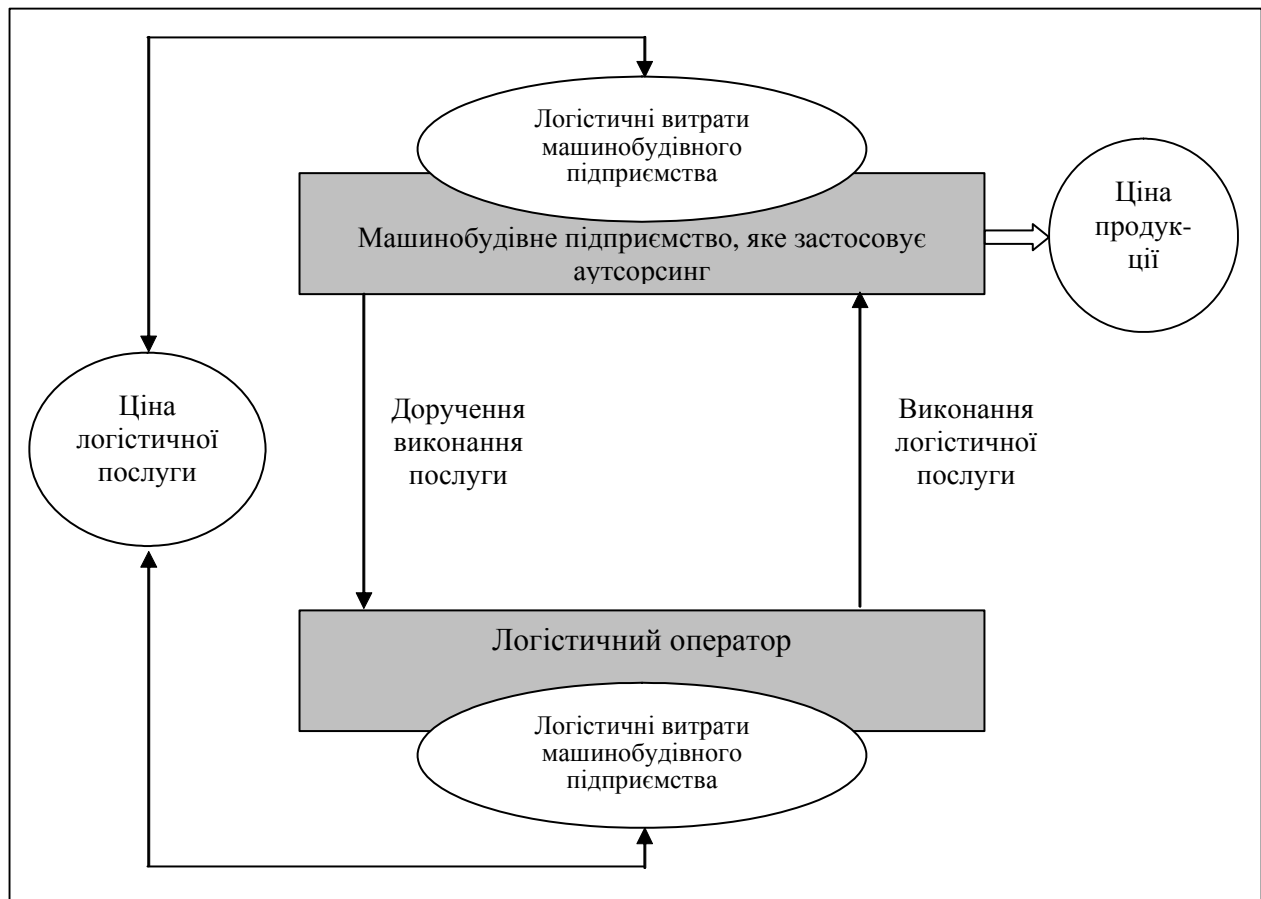 Логістичні витрати
машинобудівного
підприємства
Машинобудівне підприємство, яке застосовує
аутсорсинг
Ціна
продук-
ції
Ціна
логістичної
послуги
Доручення
виконання
послуги
Виконання
логістичної
послуги
Логістичний оператор
Логістичні витрати
машинобудівного
підприємства